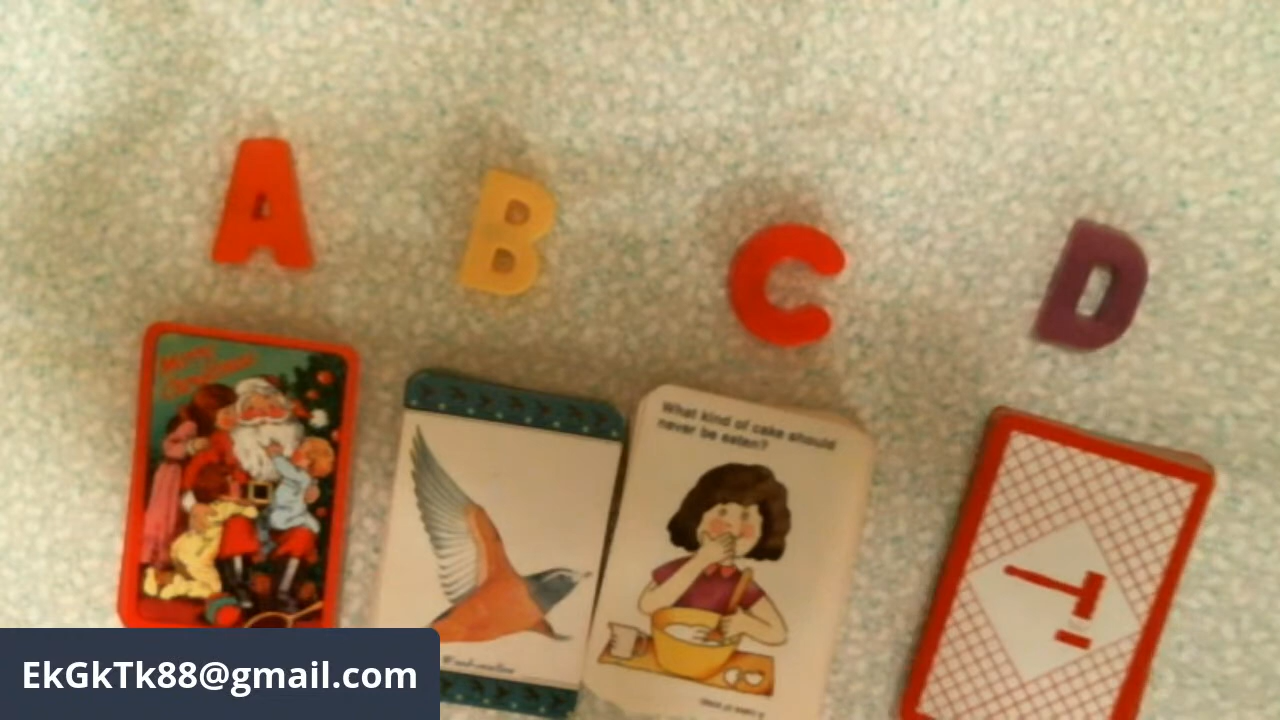 A B C D
Merry
Christmas
What kind of cake should
never be eaten?
EkGkTk88@gmail.com